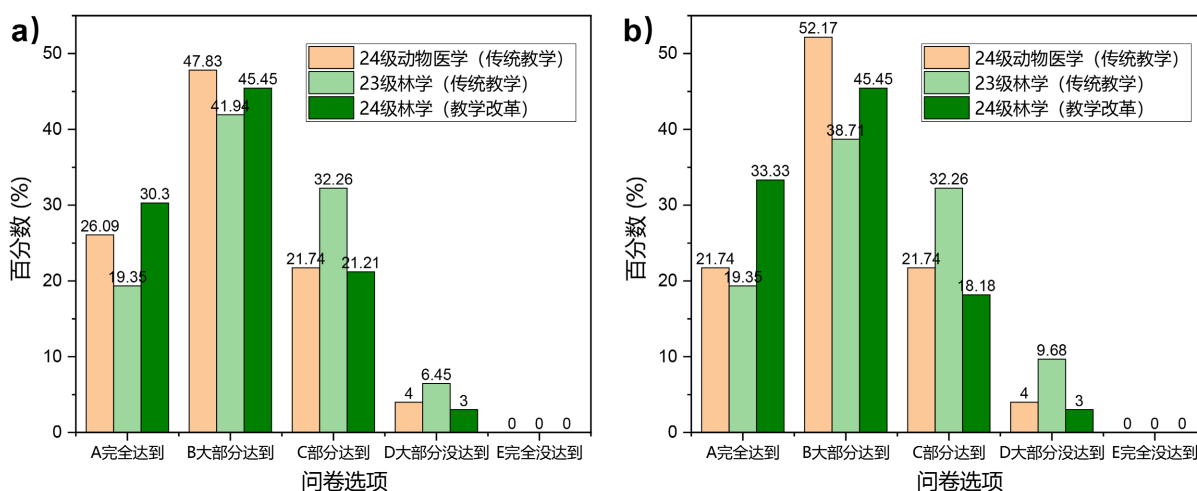 a)
24级动物医学（传统教学）
23级林学（传统教学）
24级林学（教学改革）
百分数 (%)
50
40
30
20
10
0
26.09
19.35
30.3
47.83
41.94
45.45
21.74
32.26
21.21
4
6.45
3
0 0 0
A完全达到 B大部分达到 C部分达到 D大部分没达到 E完全没达到
问卷选项
b)
24级动物医学（传统教学）
23级林学（传统教学）
24级林学（教学改革）
百分数 (%)
50
40
30
20
10
0
21.74
19.35
33.33
52.17
38.71
45.45
21.74
32.26
18.18
4
9.68
3
0 0 0
A完全达到 B大部分达到 C部分达到 D大部分没达到 E完全没达到
问卷选项